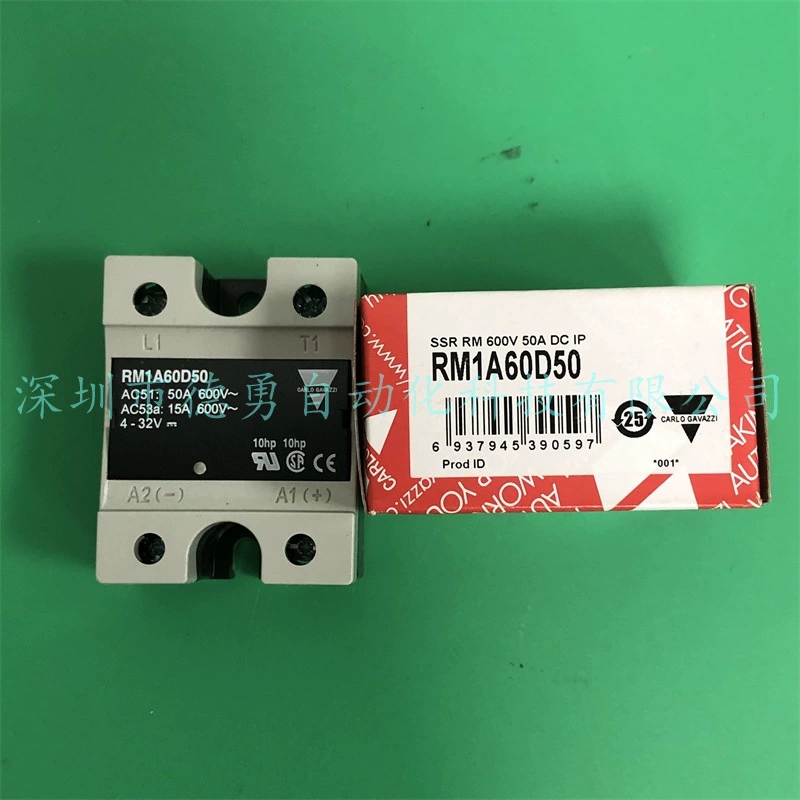 L1 T1
RM1A60D50
AC51: 50A 600V~
AC53a: 15A 600V~
4 - 32V
CARLO GAVAZZI
10hp 10hp
A2(-) A1(+)
SSR RM 600V 50A DC IP
RM1A60D50
6 937945 390597
25
CARLO GAVAZZI
Prod ID
"001"
深圳市德勇自动化科技有限公司